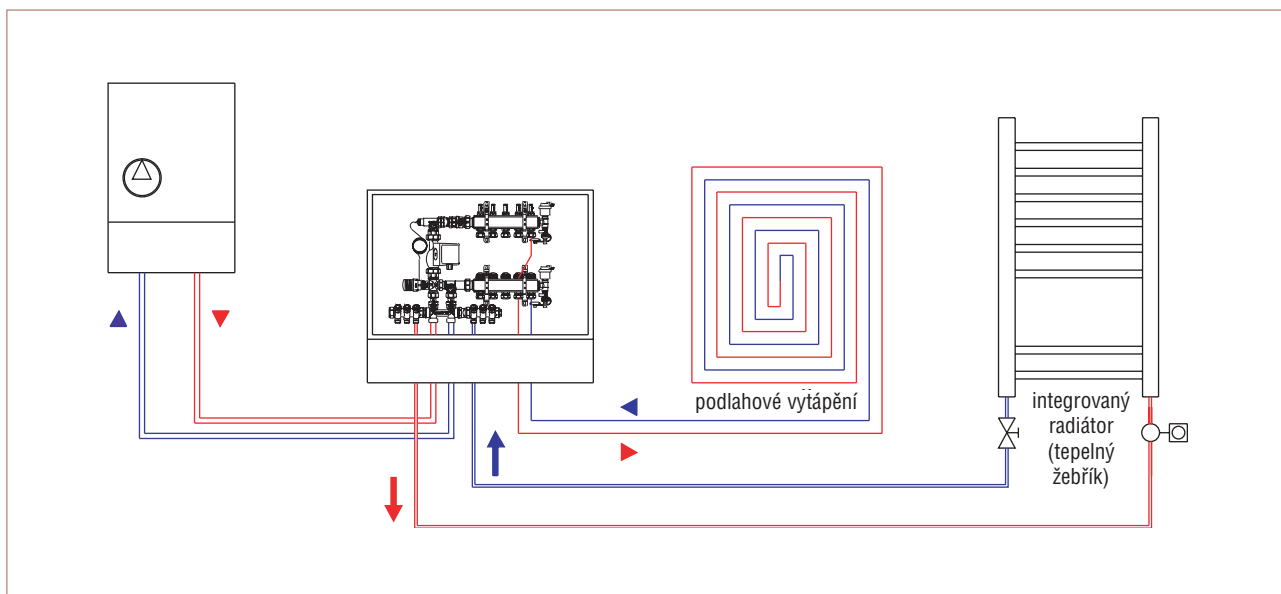 podlahové vytápění
integrovaný
radiátor
(tepelný
žebřík)